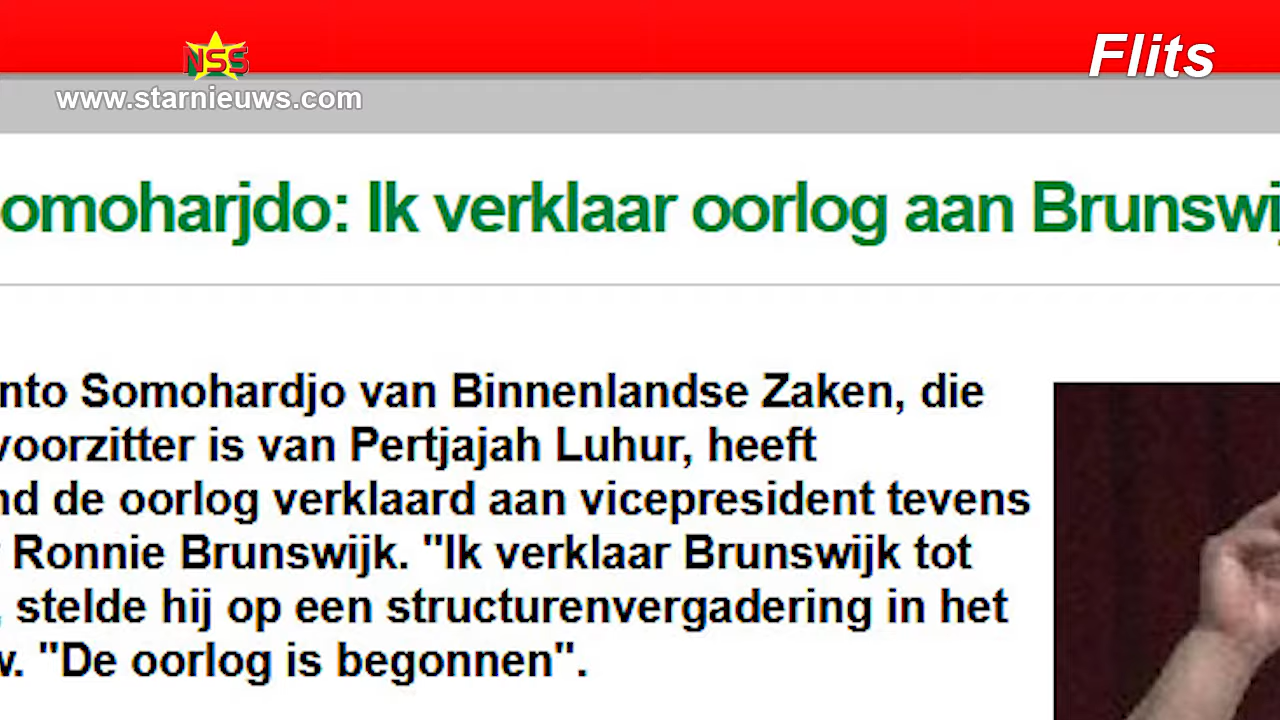 NSS
Flits
www.starnieuws.com
omoharjdo: Ik verklaar oorlog aan Brunswij
nto Somohardjo van Binnenlandse Zaken, die
voorzitter is van Pertjajah Luhur, heeft
nd de oorlog verklaard aan vicepresident tevens
Ronnie Brunswijk. "Ik verklaar Brunswijk tot
, stelde hij op een structurenvergadering in het
w. "De oorlog is begonnen".